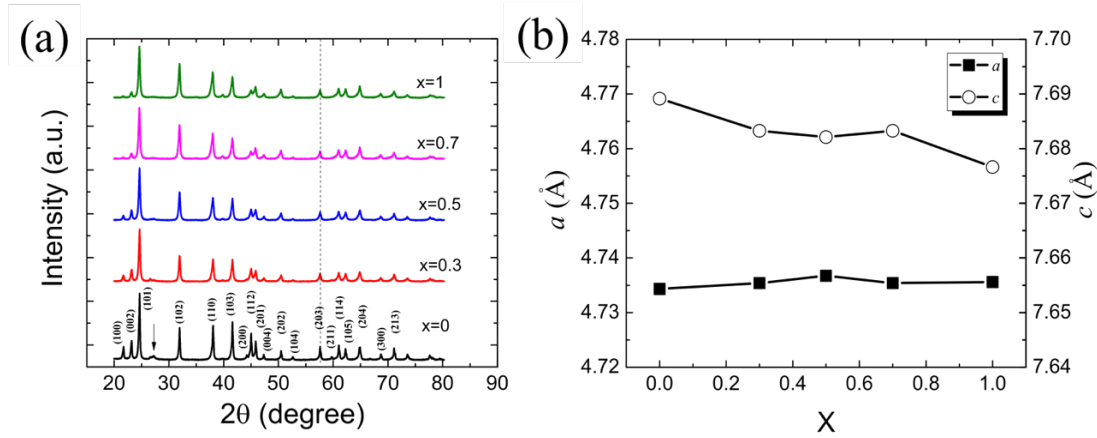 (a)
Intensity (a.u.)
x=1
x=0.7
x=0.5
x=0.3
x=0
(100)
(002)
(101)
(102)
(110)
(103)
(200)
(112)
(201)
(004)
(202)
(104)
(203)
(211)
(114)
(105)
(204)
(300)
(213)
20 30 40 50 60 70 80 90
2θ (degree)
(b)
a (Å)
4.78
4.77
4.76
4.75
4.74
4.73
4.72
a
c
7.70
7.69
7.68
7.67
7.66
7.65
7.64
c (Å)
0.0 0.2 0.4 0.6 0.8 1.0
X